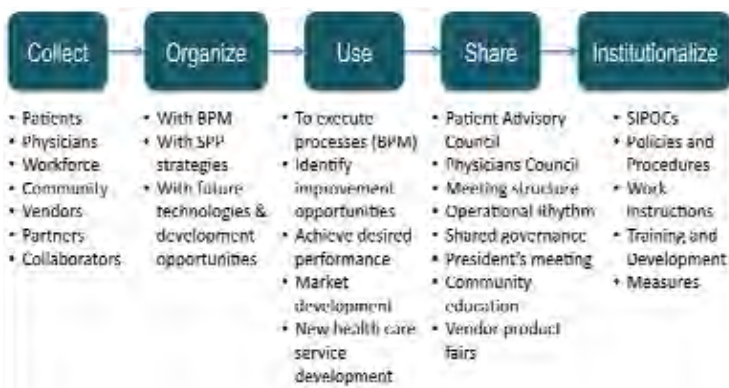 Collect
Organize
Use
Share
Institutionalize
• Patients
• Physicians
• Workforce
• Community
• Vendors
• Partners
• Collaborators
• With BPM
• With SPP
strategies
• With future
technologies &
development
opportunities
• To execute
processes (BPM)
• Identify
improvement
opportunities
• Achieve desired
performance
• Market
development
• New health care
service
development
• Patient Advisory
Council
• Physicians Council
• Meeting structure
• Operational Rhythm
• Shared governance
• President's meeting
• Community
education
• Vendor product
fairs
• SIPOCs
• Policies and
Procedures
• Work
Instructions
• Training and
Development
• Measures